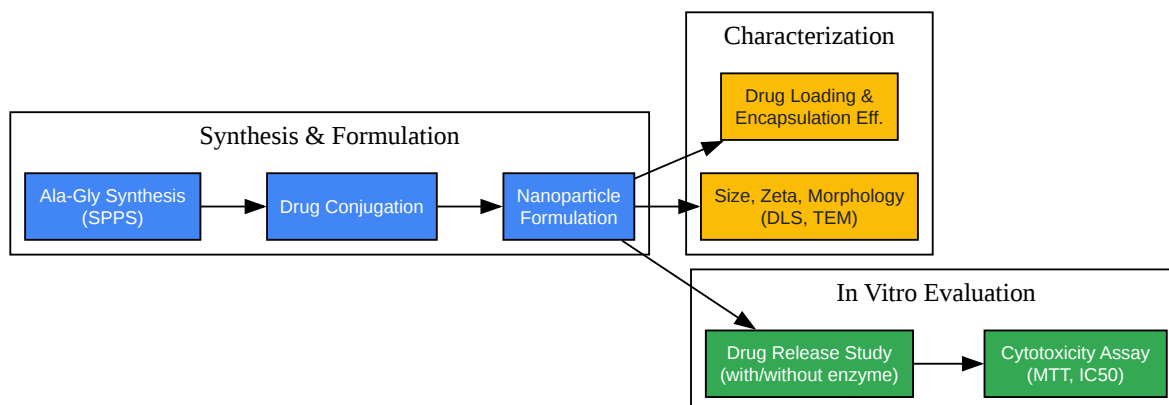 Characterization
Drug Loading &
Encapsulation Eff.
Synthesis & Formulation
Ala-Gly Synthesis
(SPPS)
Drug Conjugation
Nanoparticle
Formulation
Size, Zeta, Morphology
(DLS, TEM)
In Vitro Evaluation
Drug Release Study
(with/without enzyme)
Cytotoxicity Assay
(MTT, IC50)